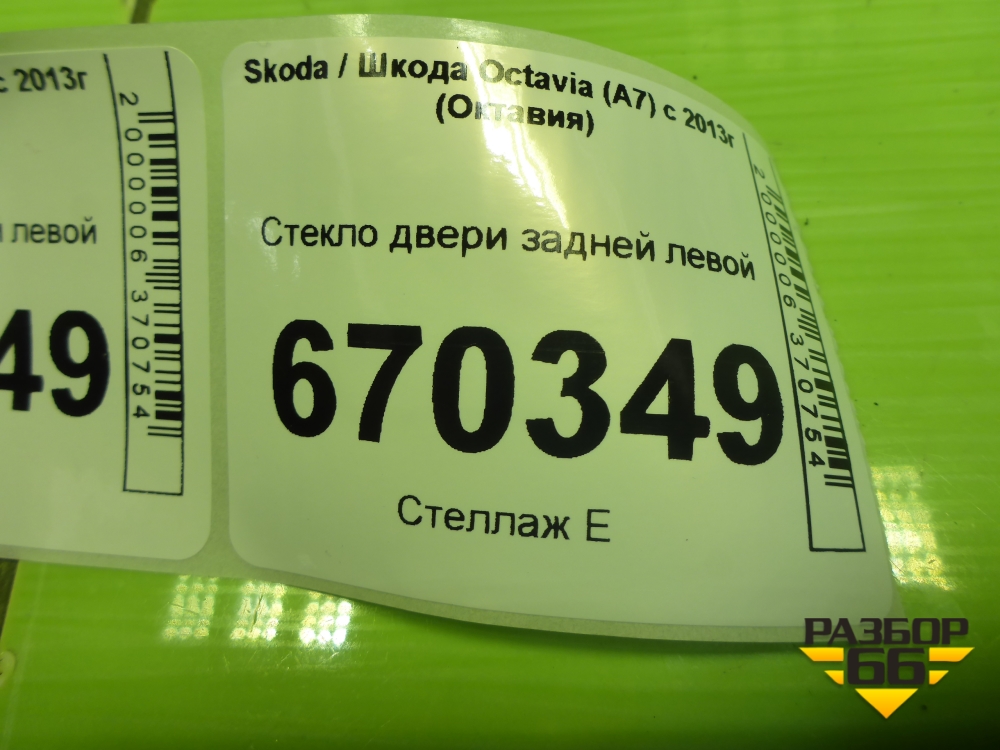 с 2013г
левой
49
2000006370754
Skoda / Шкода Octavia (A7) с 2013г
(Октавия)
Стекло двери задней левой
670349
Стеллаж Е
2000006370754
РАЗБОР
66